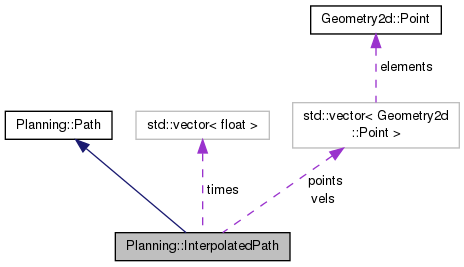 Geometry2d::Point
elements
Planning::Path
std::vector< float >
std::vector< Geometry2d
::Point >
times
points
vels
Planning::InterpolatedPath